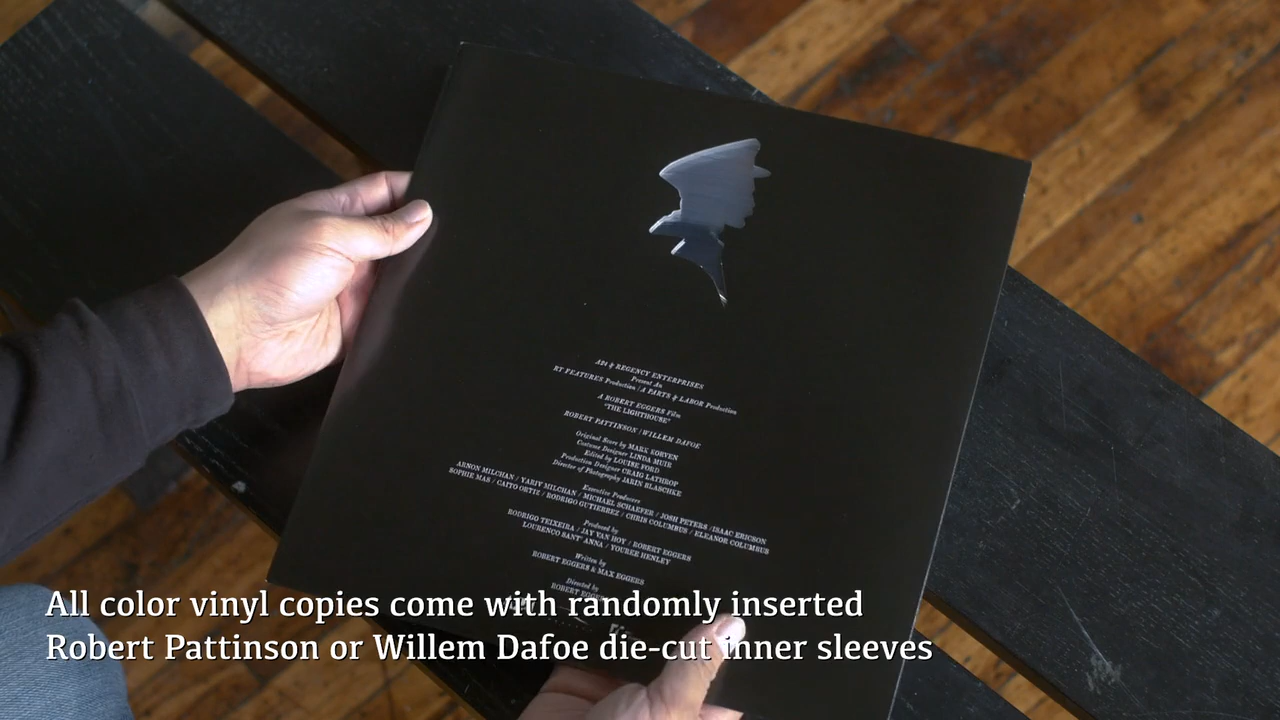 A24 & REGENCY ENTERPRISES
Present An
RT FEATURES Production / A PARTS & LABOR Production
A ROBERT EGGERS Film
"THE LIGHTHOUSE"
ROBERT PATTINSON / WILLEM DAFOE
Original Score by MARK KORVEN
Costume Designer LINDA MUIR
Edited by LOUISE FORD
Production Designer CRAIG LATHROP
Director of Photography JARIN BLASCHKE
Executive Producers
ARNON MILCHAN / YARIV MILCHAN / MICHAEL SCHAEFER / JOSH PETERS / ISAAC ERICSON
SOPHIE MAS / CAITO ORTIZ / RODRIGO GUTIERREZ / CHRIS COLUMBUS / ELEANOR COLUMBUS
Produced by
RODRIGO TEIXEIRA / JAY VAN HOY / ROBERT EGGERS
LOURENCO SANT' ANNA / YOUREE HENLEY
Written by
ROBERT EGGERS & MAX EGGERS
Directed by
ROBERT EGGERS
All color vinyl copies come with randomly inserted
Robert Pattinson or Willem Dafoe die-cut inner sleeves